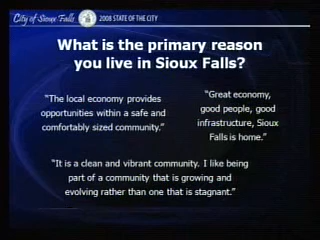 City of Sioux Falls 2008 STATE OF THE CITY
What is the primary reason
you live in Sioux Falls?
"The local economy provides
opportunities within a safe and
comfortably sized community."
"Great economy,
good people, good
infrastructure, Sioux
Falls is home."
"It is a clean and vibrant community. I like being
part of a community that is growing and
evolving rather than one that is stagnant."